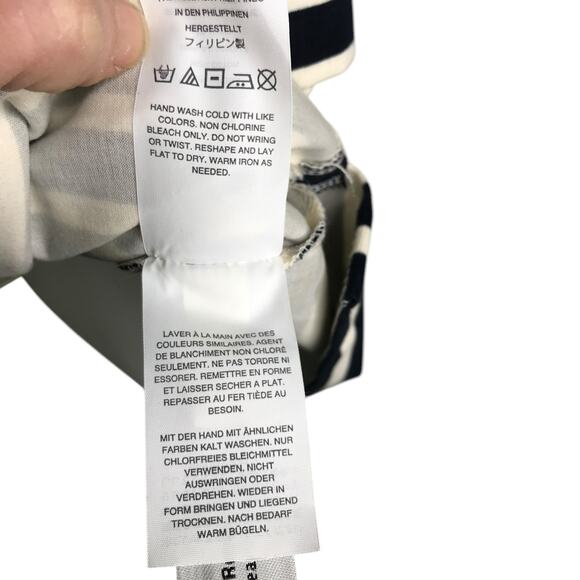 IN DEN PHILIPPINEN
HERGESTELLT
フィリピン製
HAND WASH COLD WITH LIKE
COLORS. NON CHLORINE
BLEACH ONLY. DO NOT WRING
OR TWIST. RESHAPE AND LAY
FLAT TO DRY. WARM IRON AS
NEEDED.
LAVER À LA MAIN AVEC DES
COULEURS SIMILAIRES. AGENT
DE BLANCHIMENT NON CHLORÉ
SEULEMENT. NE PAS TORDRE NI
ESSORER. REMETTRE EN FORME
ET LAISSER SECHER A PLAT.
REPASSER AU FER TIÈDE AU
BESOIN.
MIT DER HAND MIT ÄHNLICHEN
FARBEN KALT WASCHEN. NUR
CHLORFREIES BLEICHMITTEL
VERWENDEN. NICHT
AUSWRINGEN ODER
VERDREHEN. WIEDER IN
FORM BRINGEN UND LIEGEND
TROCKNEN. NACH BEDARF
WARM BÜGELN.